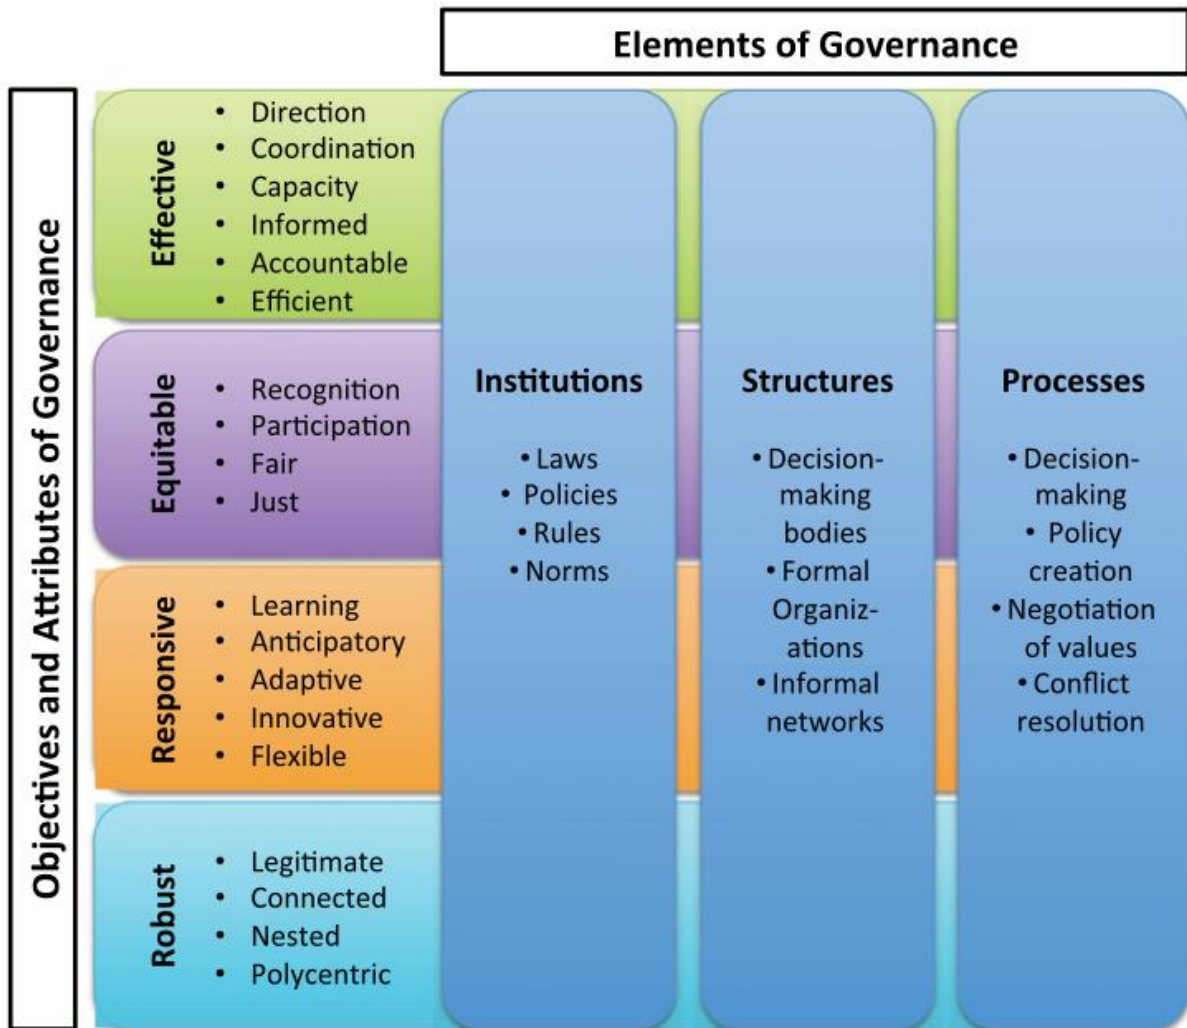 Elements of Governance
Objectives and Attributes of Governance
Effective
• Direction
• Coordination
• Capacity
• Informed
• Accountable
• Efficient
Equitable
• Recognition
• Participation
• Fair
• Just
Responsive
• Learning
• Anticipatory
• Adaptive
• Innovative
• Flexible
Robust
• Legitimate
• Connected
• Nested
• Polycentric
Institutions
• Laws
• Policies
• Rules
• Norms
Structures
• Decision-
making
bodies
• Formal
Organiz-
ations
• Informal
networks
Processes
• Decision-
making
• Policy
creation
• Negotiation
of values
• Conflict
resolution